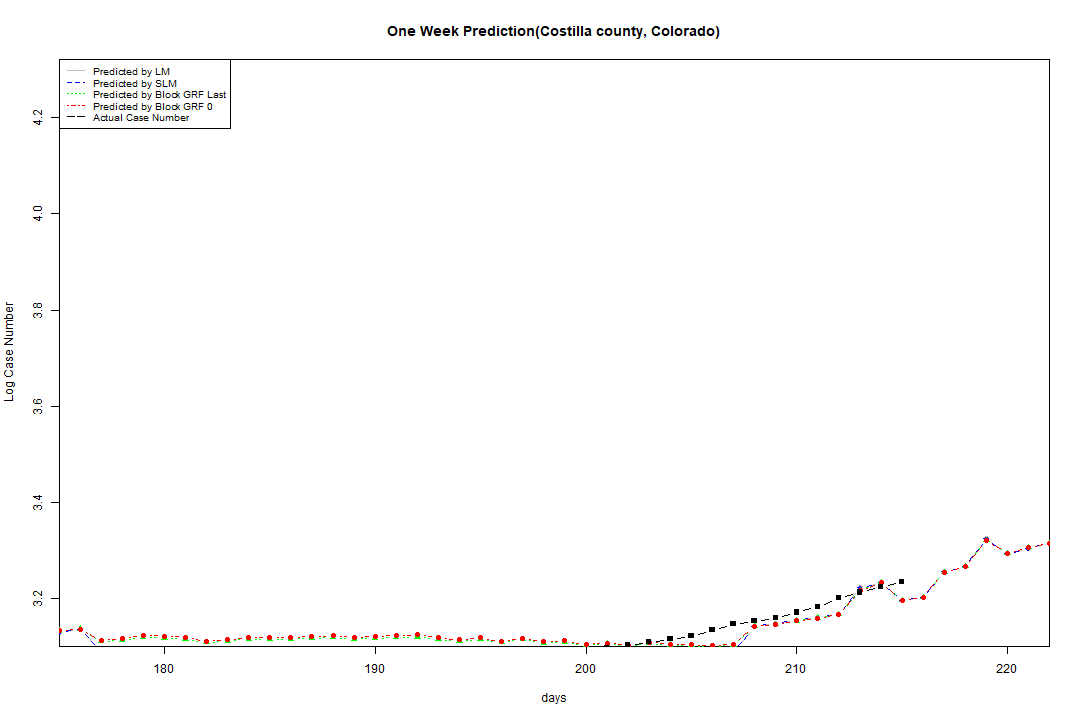 One Week Prediction(Costilla county, Colorado)
Predicted by LM
Predicted by SLM
Predicted by Block GRF Last
Predicted by Block GRF 0
Actual Case Number
4.2
4.0
3.8
3.6
3.4
3.2
Log Case Number
180
190
200
210
220
days